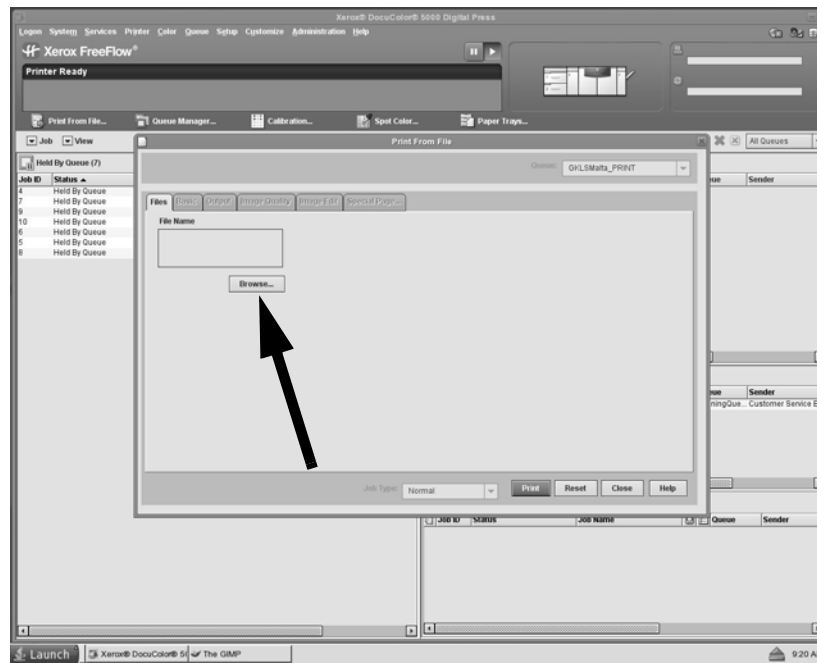 Xerox® DocuColor® 5000 Digital Press
Logon System Services Printer Color Queue Setup Customize Administration Help
Xerox FreeFlow®
Printer Ready
Print From File... Queue Manager... Calibration... Spot Color... Paper Trays...
Job View
Print From File
All Queues
Held By Queue (7)
Queue: GKLSMalta_PRINT
Job ID Status
Sender
4 Held By Queue
7 Held By Queue
9 Held By Queue
10 Held By Queue
6 Held By Queue
5 Held By Queue
8 Held By Queue
Files Basic Output Image Quality Image Edit Special Page...
File Name
Browse...
Sender
Customer Service E
Job Type: Normal Print Reset Close Help
Job ID Status Job Name Queue Sender
Launch Xerox® DocuColor® 5( The GIMP 9:20 A